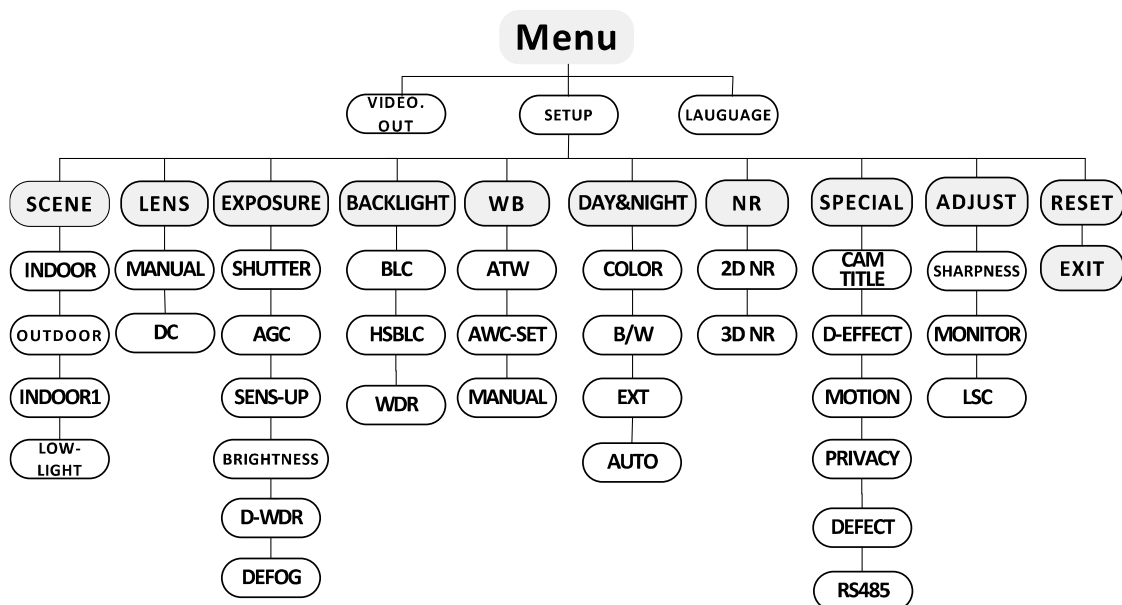 Menu
VIDEO.
OUT
SETUP
LAUGUAGE
SCENE
LENS
EXPOSURE
BACKLIGHT
WB
DAY&NIGHT
NR
SPECIAL
ADJUST
RESET
INDOOR
MANUAL
SHUTTER
BLC
ATW
COLOR
2D NR
CAM
TITLE
SHARPNESS
EXIT
OUTDOOR
DC
AGC
HSBLC
AWC-SET
B/W
3D NR
D-EFFECT
MONITOR
INDOOR1
SENS-UP
WDR
MANUAL
EXT
MOTION
LSC
LOW-
LIGHT
BRIGHTNESS
AUTO
PRIVACY
D-WDR
DEFECT
DEFOG
RS485